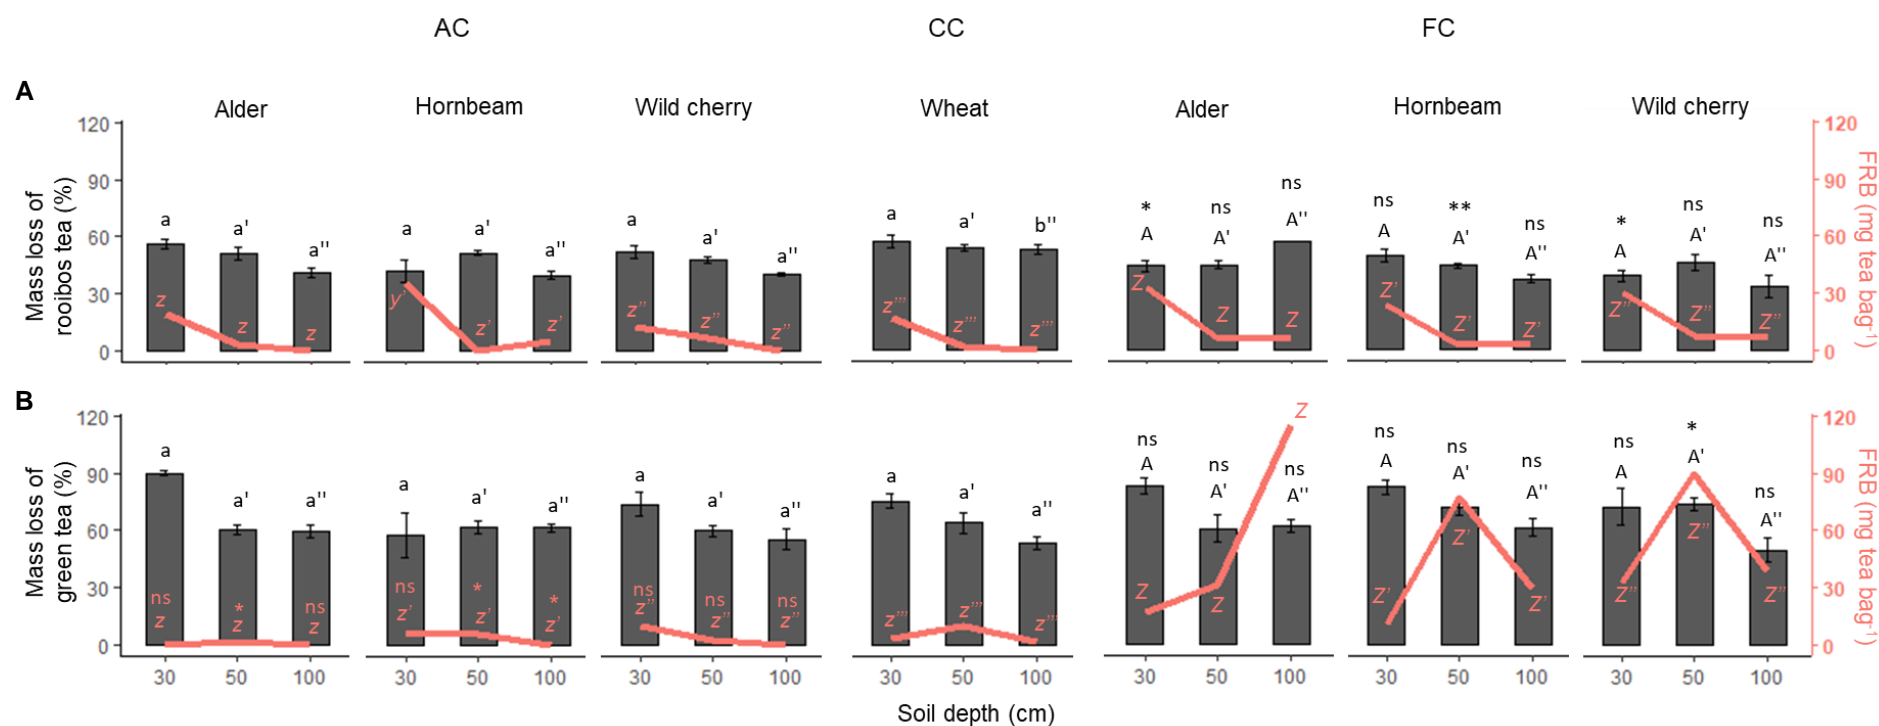 AC CC FC
A
Alder Hornbeam Wild cherry Wheat Alder Hornbeam Wild cherry
Mass loss of
rooibos tea (%)
120
90
60
30
0
a a' a'' a a' a'' a a' a'' a a' b''
* ns ns ns ** ns * ns ns
A A' A'' A A' A'' A A' A''
z z z y' z' z' z'' z'' z'' z''' z''' z''' Z Z Z Z' Z' Z' Z'' Z'' Z''
120
90
60
30
0
FRB (mg tea bag-1)
B
Mass loss of
green tea (%)
120
90
60
30
0
a a' a'' a a' a'' a a' a'' a a' a''
ns ns ns ns ns ns ns * ns
A A' A'' A A' A'' A A' A''
ns * ns ns * * ns ns ns
z z z z' z' z' z'' z'' z'' z''' z''' z''' Z Z Z Z' Z' Z' Z'' Z'' Z''
120
90
60
30
0
FRB (mg tea bag-1)
30 50 100 30 50 100 30 50 100 30 50 100 30 50 100 30 50 100 30 50 100
Soil depth (cm)